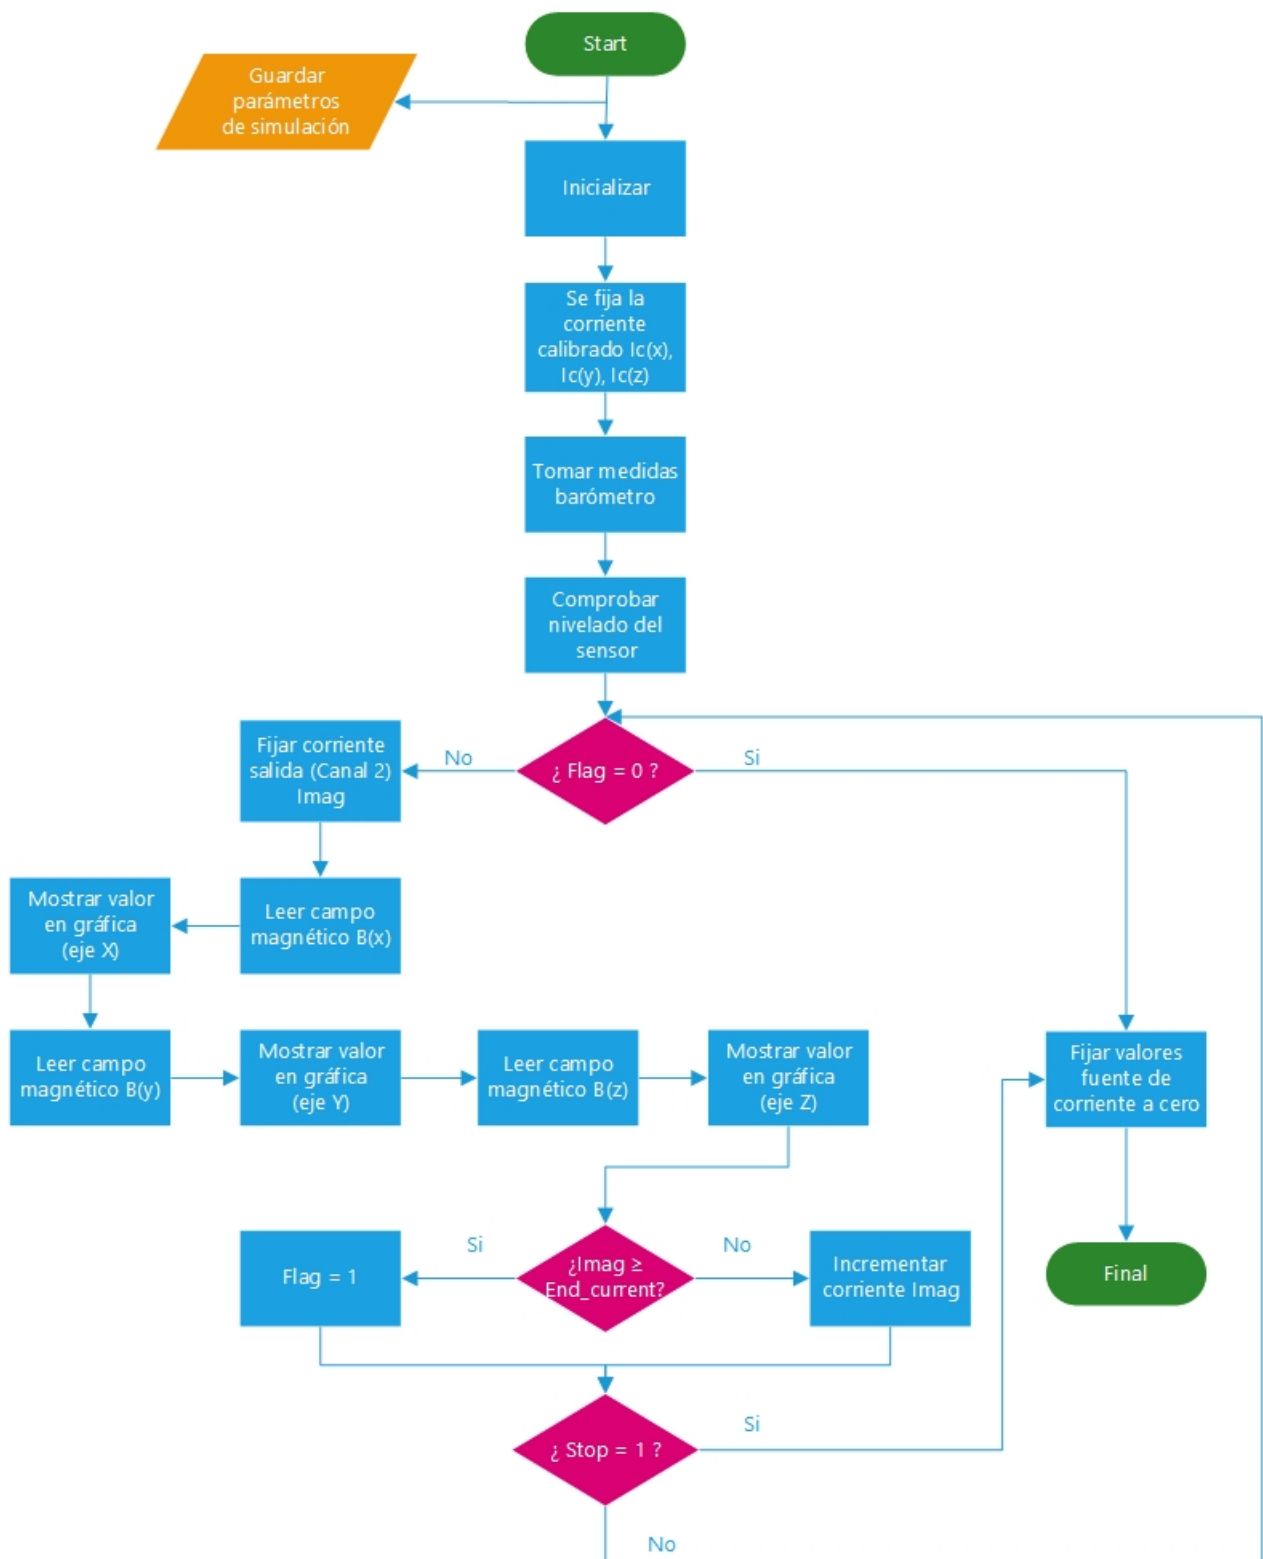 Start
Guardar
parámetros
de simulación
Inicializar
Se fija la
corriente
calibrado Ic(x),
Ic(y), Ic(z)
Tomar medidas
barómetro
Comprobar
nivelado del
sensor
¿ Flag = 0 ?
No
Si
Fijar corriente
salida (Canal 2)
Imag
Leer campo
magnético B(x)
Mostrar valor
en gráfica
(eje X)
Leer campo
magnético B(y)
Mostrar valor
en gráfica
(eje Y)
Leer campo
magnético B(z)
Mostrar valor
en gráfica
(eje Z)
Fijar valores
fuente de
corriente a cero
¿Imag ≥
End_current?
Si
No
Flag = 1
Incrementar
corriente Imag
Final
¿ Stop = 1 ?
Si
No